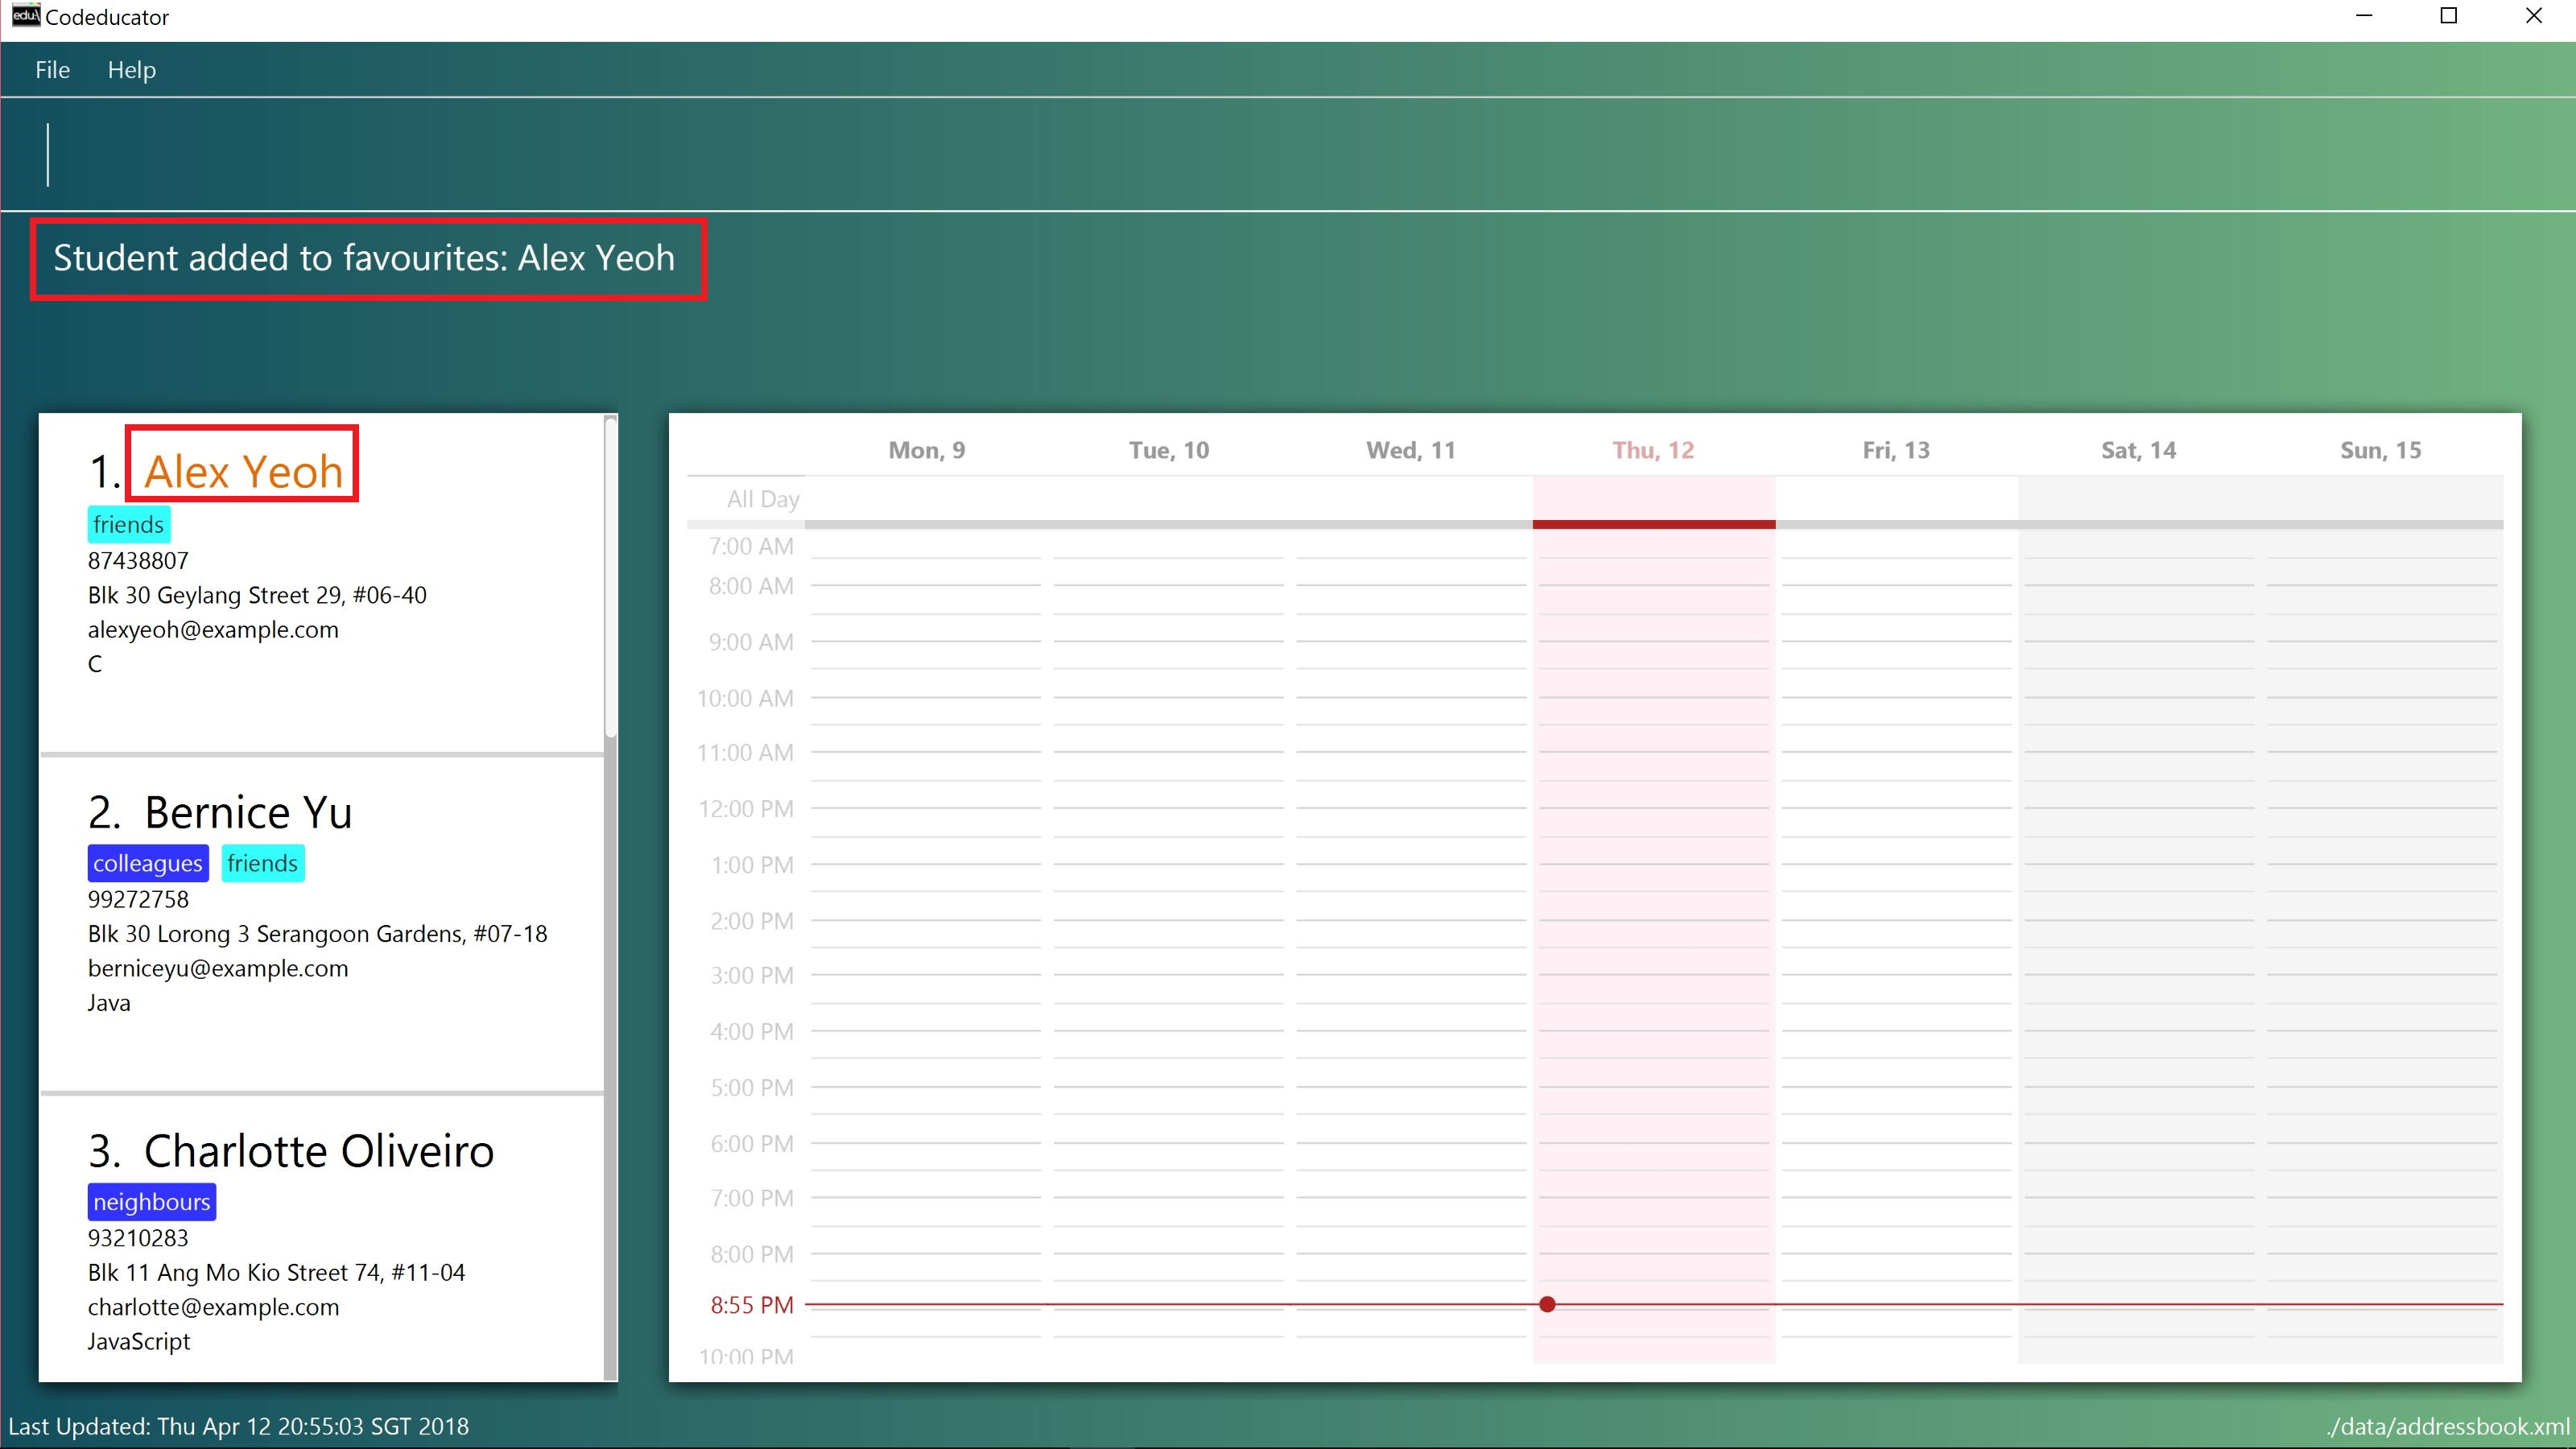 edu:\ Codeducator
File Help
Student added to favourites: Alex Yeoh
1. Alex Yeoh
friends
87438807
Blk 30 Geylang Street 29, #06-40
alexyeoh@example.com
C
2. Bernice Yu
colleagues friends
99272758
Blk 30 Lorong 3 Serangoon Gardens, #07-18
berniceyu@example.com
Java
3. Charlotte Oliveiro
neighbours
93210283
Blk 11 Ang Mo Kio Street 74, #11-04
charlotte@example.com
JavaScript
Mon, 9 Tue, 10 Wed, 11 Thu, 12 Fri, 13 Sat, 14 Sun, 15
All Day
7:00 AM
8:00 AM
9:00 AM
10:00 AM
11:00 AM
12:00 PM
1:00 PM
2:00 PM
3:00 PM
4:00 PM
5:00 PM
6:00 PM
7:00 PM
8:00 PM
8:55 PM
10:00 PM
Last Updated: Thu Apr 12 20:55:03 SGT 2018
./data/addressbook.xml